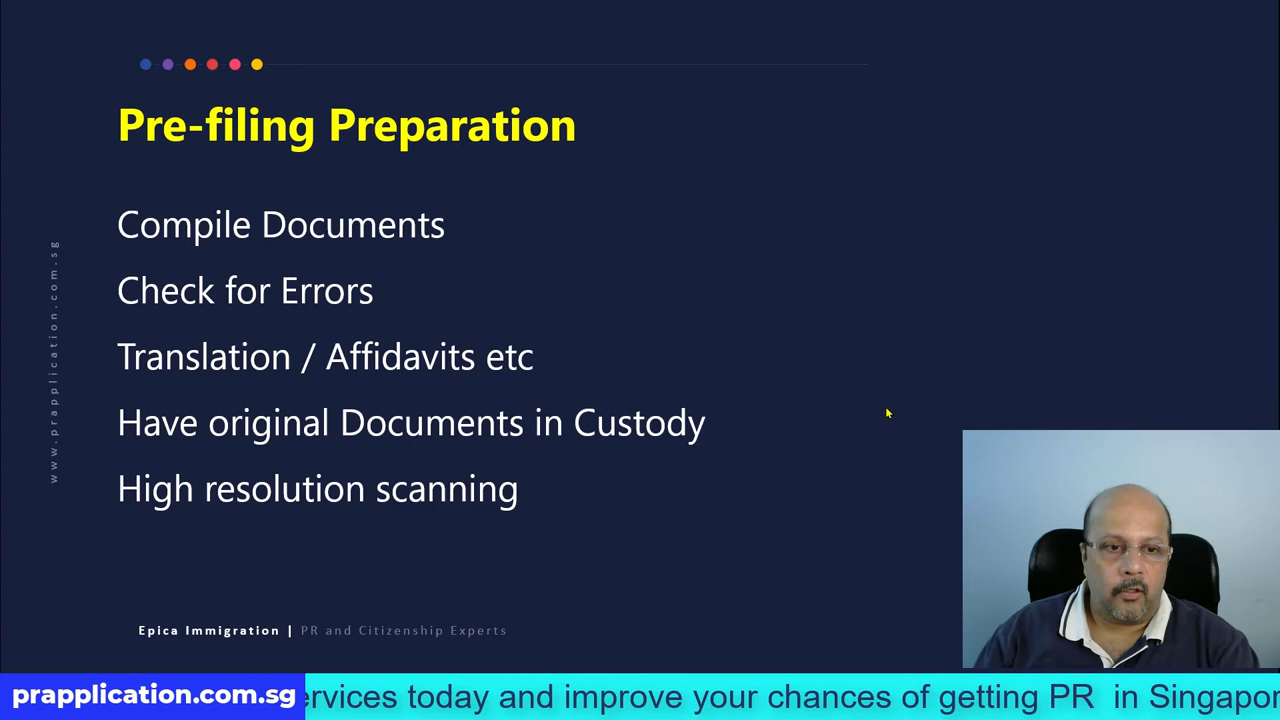 Pre-filing Preparation
Compile Documents
Check for Errors
Translation / Affidavits etc
Have original Documents in Custody
High resolution scanning
www.prapplication.com.sg
Epica Immigration | PR and Citizenship Experts
prapplication.com.sg
ervices today and improve your chances of getting PR in Singapor